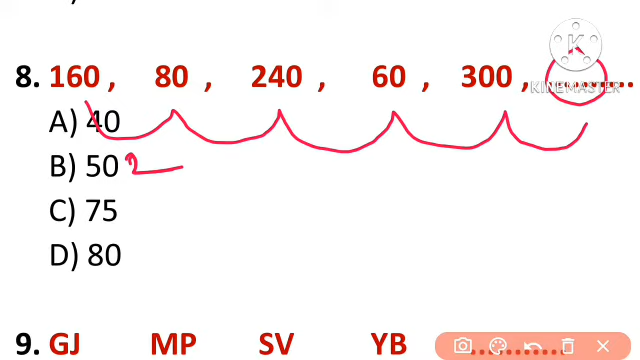 8. 160 , 80 , 240 , 60 , 300 , ............
KINEMASTER
A) 40
B) 50
C) 75
D) 80
9. GJ MP SV YB ............